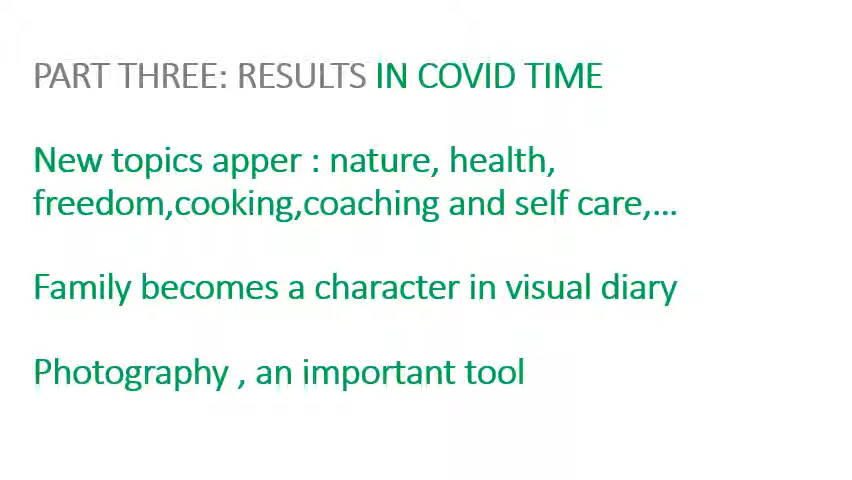 PART THREE: RESULTS IN COVID TIME
New topics apper : nature, health,
freedom,cooking,coaching and self care,...
Family becomes a character in visual diary
Photography , an important tool